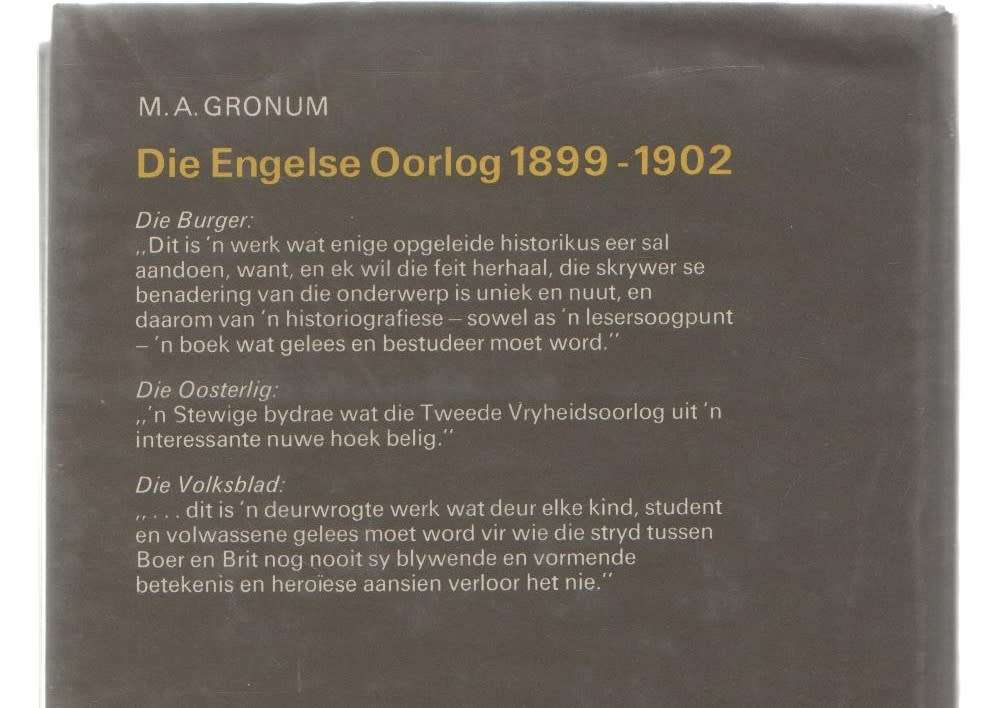 M. A. GRONUM
Die Engelse Oorlog 1899 - 1902
Die Burger:
„Dit is 'n werk wat enige opgeleide historikus eer sal
aandoen, want, en ek wil die feit herhaal, die skrywer se
benadering van die onderwerp is uniek en nuut, en
daarom van 'n historiografiese – sowel as 'n lesersoogpunt
– 'n boek wat gelees en bestudeer moet word.”
Die Oosterlig:
„'n Stewige bydrae wat die Tweede Vryheidsoorlog uit 'n
interessante nuwe hoek belig.”
Die Volksblad:
„ . . . dit is 'n deurwrogte werk wat deur elke kind, student
en volwassene gelees moet word vir wie die stryd tussen
Boer en Brit nog nooit sy blywende en vormende
betekenis en heroïese aansien verloor het nie.”